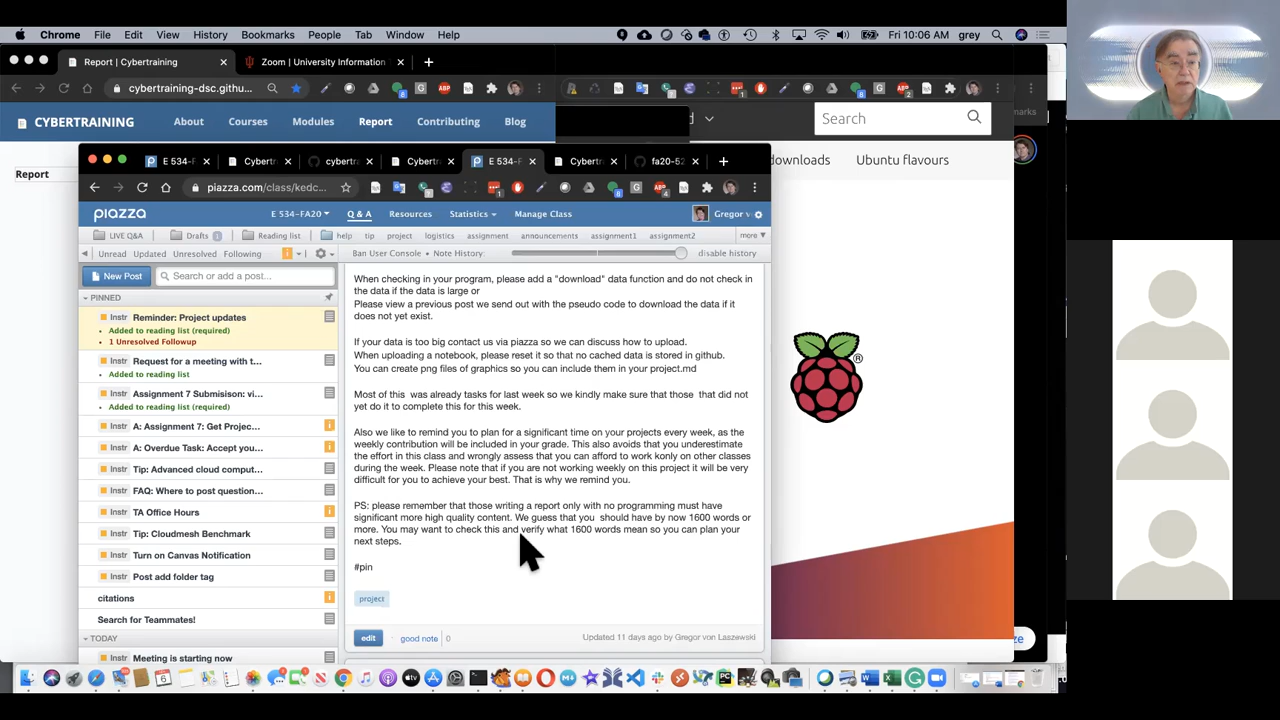 Chrome File Edit View History Bookmarks People Tab Window Help Fri 10:06 AM grey
Report | Cybertraining
Zoom | University Information
cybertraining-dsc.githu...
CYBERTRAINING About Courses Modules Report Contributing Blog
Search
downloads Ubuntu flavours
Report
E 534-F
Cybert
cybert
Cybert
E 534-F
Cybert
fa20-52
piazza.com/class/kedc...
piazza E 534-FA20 Q & A Resources Statistics Manage Class Gregor v
LIVE Q&A Drafts 1 Reading list help tip project logistics assignment announcements assignment1 assignment2 more
Unread Updated Unresolved Following Ban User Console • Note History: disable history
New Post Search or add a post...
PINNED
Instr Reminder: Project updates
• Added to reading list (required)
• 1 Unresolved Followup
Instr Request for a meeting with t...
• Added to reading list
Instr Assignment 7 Submisison: vi...
• Added to reading list (required)
Instr A: Assignment 7: Get Projec...
Instr A: Overdue Task: Accept you...
Instr Tip: Advanced cloud comput...
Instr FAQ: Where to post question...
Instr TA Office Hours
Instr Tip: Cloudmesh Benchmark
Instr Turn on Canvas Notification
Instr Post add folder tag
citations
Search for Teammates!
TODAY
Instr Meeting is starting now
When checking in your program, please add a "download" data function and do not check in
the data if the data is large or
Please view a previous post we send out with the pseudo code to download the data if it
does not yet exist.
If your data is too big contact us via piazza so we can discuss how to upload.
When uploading a notebook, please reset it so that no cached data is stored in github.
You can create png files of graphics so you can include them in your project.md
Most of this was already tasks for last week so we kindly make sure that those that did not
yet do it to complete this for this week.
Also we like to remind you to plan for a significant time on your projects every week, as the
weekly contribution will be included in your grade. This also avoids that you underestimate
the effort in this class and wrongly assess that you can afford to work konly on other classes
during the week. Please note that if you are not working weekly on this project it will be very
difficult for you to achieve your best. That is why we remind you.
PS: please remember that those writing a report only with no programming must have
significant more high quality content. We guess that you should have by now 1600 words or
more. You may want to check this and verify what 1600 words mean so you can plan your
next steps.
#pin
project
edit good note 0 Updated 11 days ago by Gregor von Laszewski